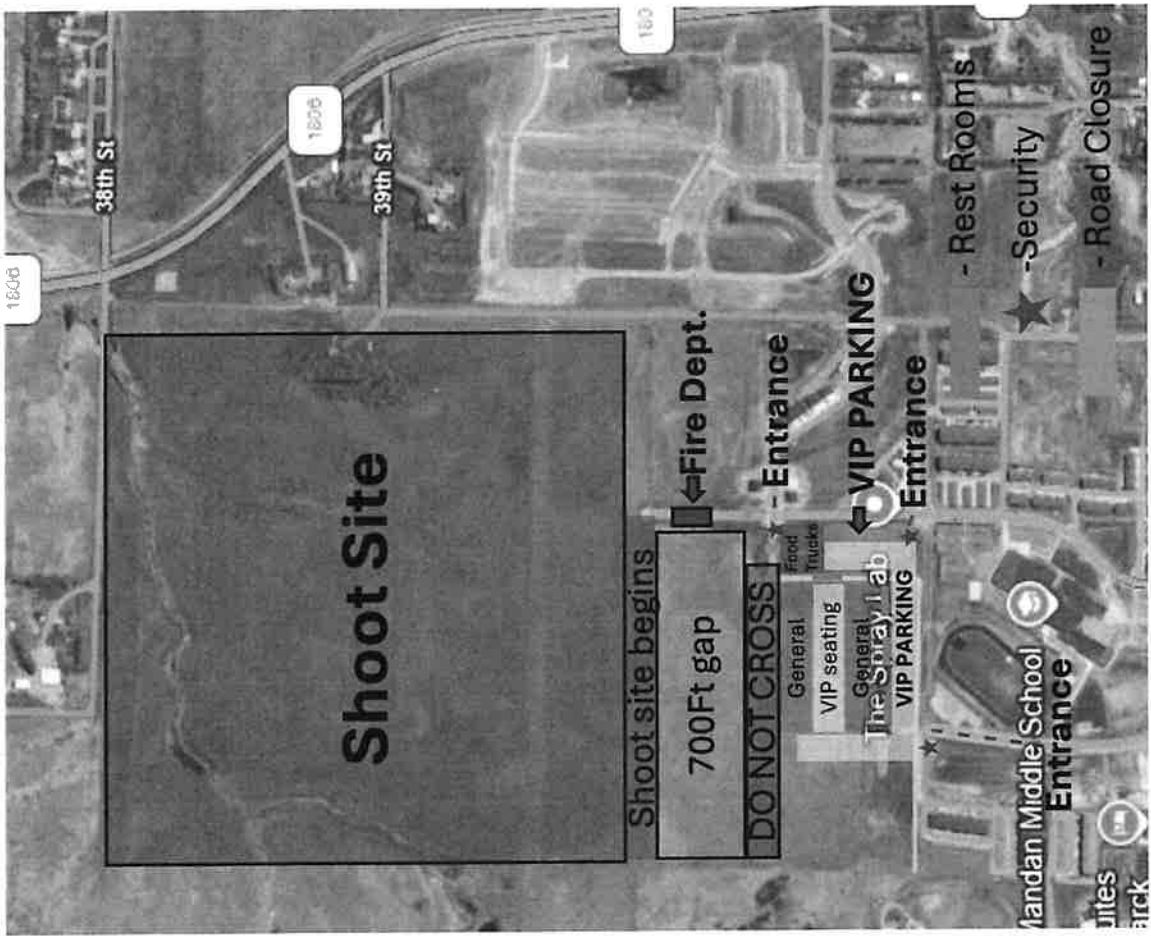 1806
38th St
1806
Shoot Site
39th St
180
Shoot site begins
700Ft gap
Fire Dept.
DO NOT CROSS
- Entrance
Food
Trucks
General
VIP seating
General
VIP PARKING
The Spray Lab
VIP PARKING
- Entrance
- Rest Rooms
-Security
Mandan Middle School
Entrance
- Road Closure
uites
arck